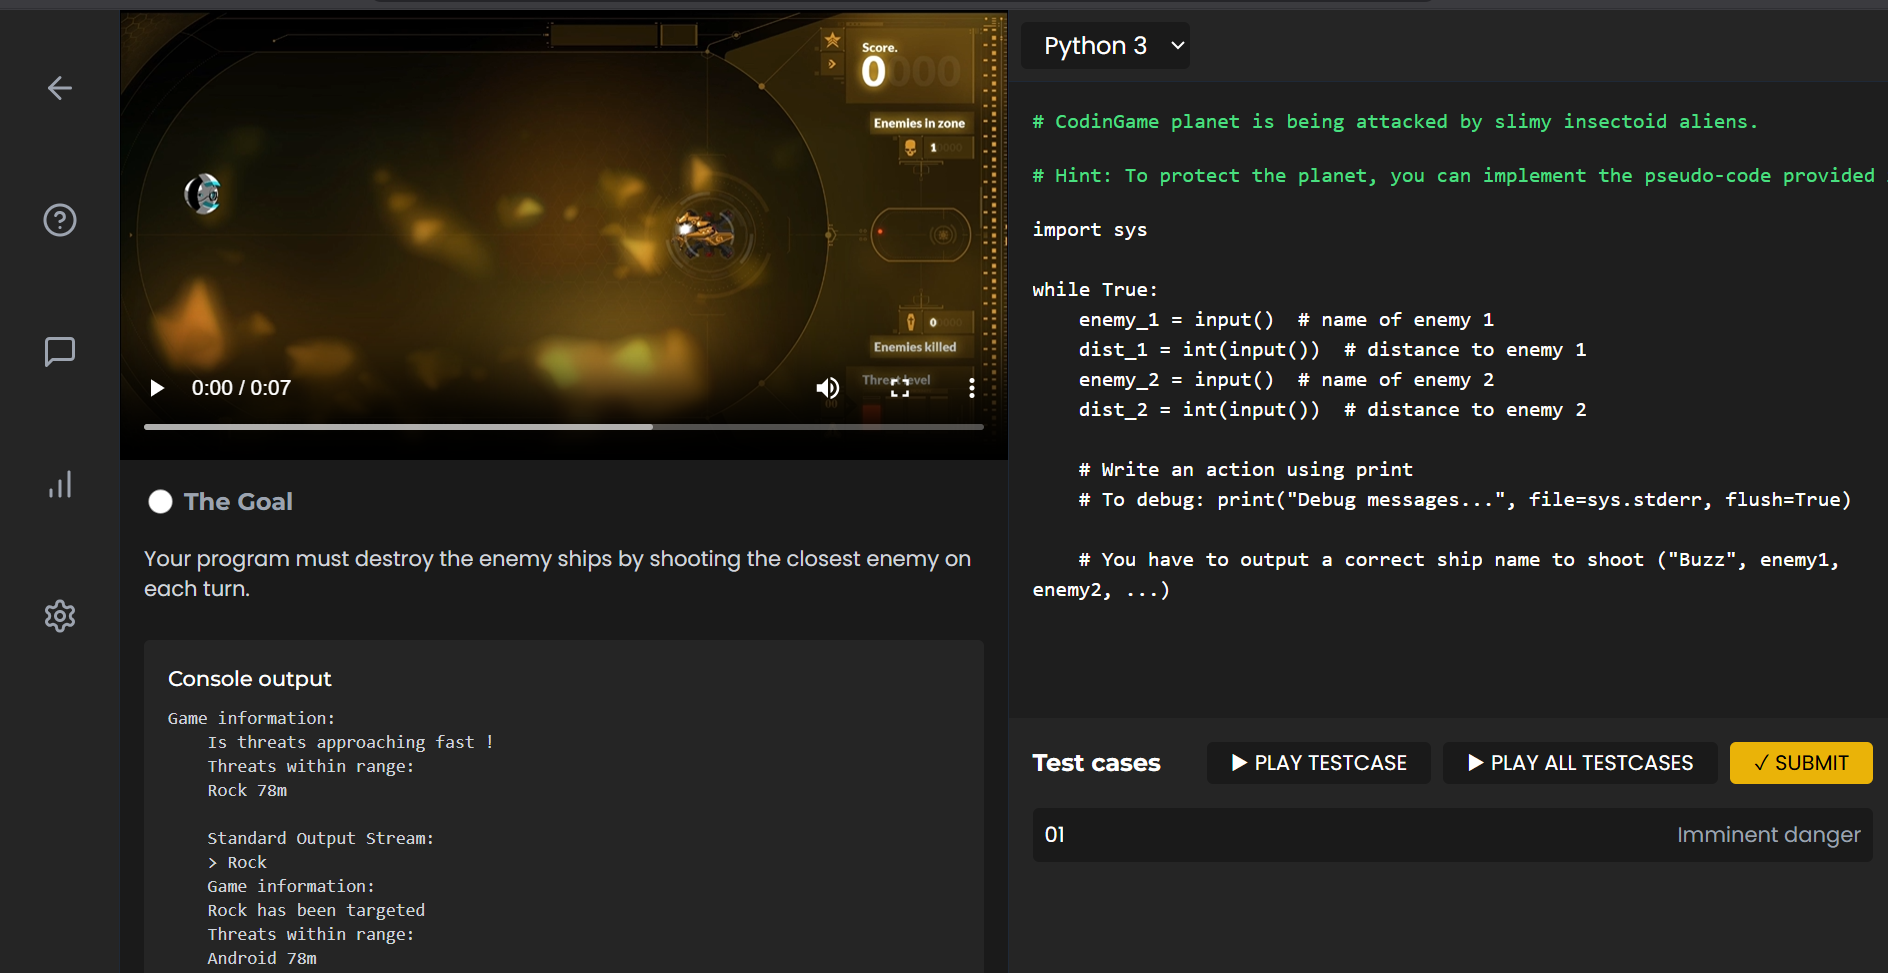 Score.
0000
Enemies in zone
1
0
Enemies killed
Threat level
0:00 / 0:07
The Goal
Your program must destroy the enemy ships by shooting the closest enemy on
each turn.
Console output
Game information:
Is threats approaching fast !
Threats within range:
Rock 78m
Standard Output Stream:
> Rock
Game information:
Rock has been targeted
Threats within range:
Android 78m
Python 3
# CodinGame planet is being attacked by slimy insectoid aliens.
# Hint: To protect the planet, you can implement the pseudo-code provided
import sys
while True:
enemy_1 = input()  # name of enemy 1
dist_1 = int(input())  # distance to enemy 1
enemy_2 = input()  # name of enemy 2
dist_2 = int(input())  # distance to enemy 2
# Write an action using print
# To debug: print("Debug messages...", file=sys.stderr, flush=True)
# You have to output a correct ship name to shoot ("Buzz", enemy1,
enemy2, ...)
Test cases
▶ PLAY TESTCASE
▶ PLAY ALL TESTCASES
✓ SUBMIT
01
Imminent danger